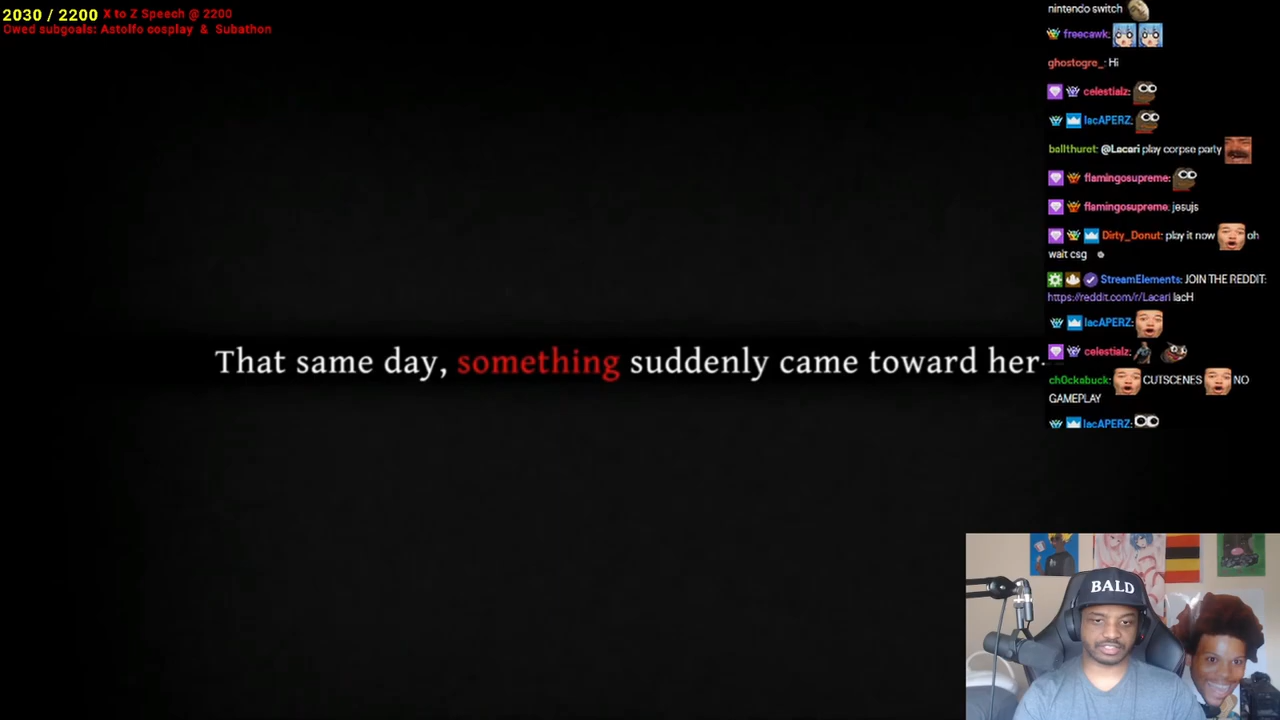 2030 / 2200 X to Z Speech @ 2200
Owed subgoals: Astolfo cosplay & Subathon
That same day, something suddenly came toward her-
nintendo switch
freecawk:
ghostogre_: Hi
celestialz:
lacAPERZ:
ballthuret: @Lacari play corpse party
flamingosupreme:
flamingosupreme: jesujs
Dirty_Donut: play it now oh
wait csg
StreamElements: JOIN THE REDDIT:
https://reddit.com/r/Lacari lacH
lacAPERZ:
celestialz:
ch0ckabuck: CUTSCENES NO
GAMEPLAY
lacAPERZ:
BALD